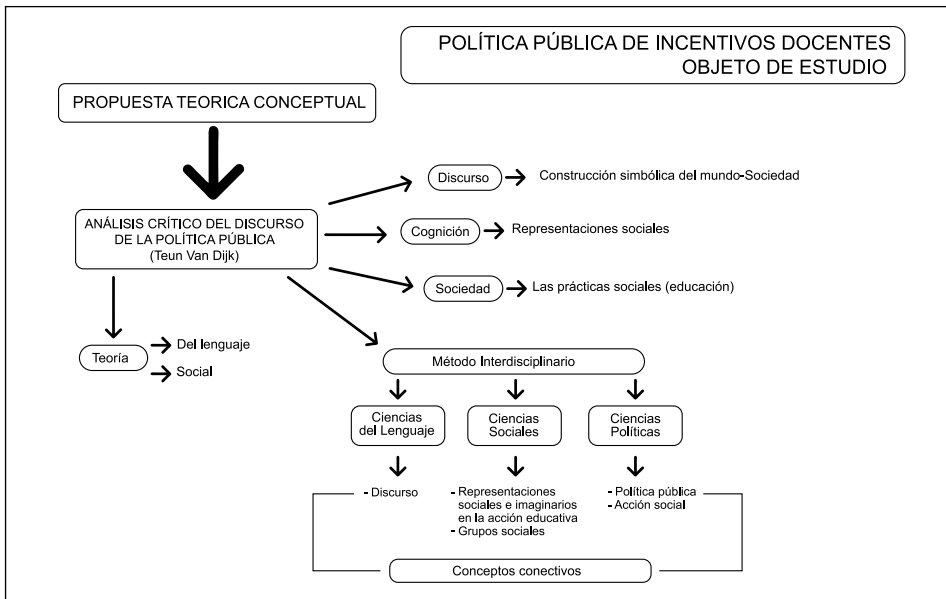 POLÍTICA PÚBLICA DE INCENTIVOS DOCENTES
OBJETO DE ESTUDIO
PROPUESTA TEORICA CONCEPTUAL
ANÁLISIS CRÍTICO DEL DISCURSO
DE LA POLÍTICA PÚBLICA
(Teun Van Dijk)
Discurso
Construcción simbólica del mundo-Sociedad
Cognición
Representaciones sociales
Sociedad
Las prácticas sociales (educación)
Teoría
Del lenguaje
Social
Método Interdisciplinario
Ciencias
del Lenguaje
Ciencias
Sociales
Ciencias
Políticas
- Discurso
- Representaciones
sociales e imaginarios
en la acción educativa
- Grupos sociales
- Política pública
- Acción social
Conceptos conectivos